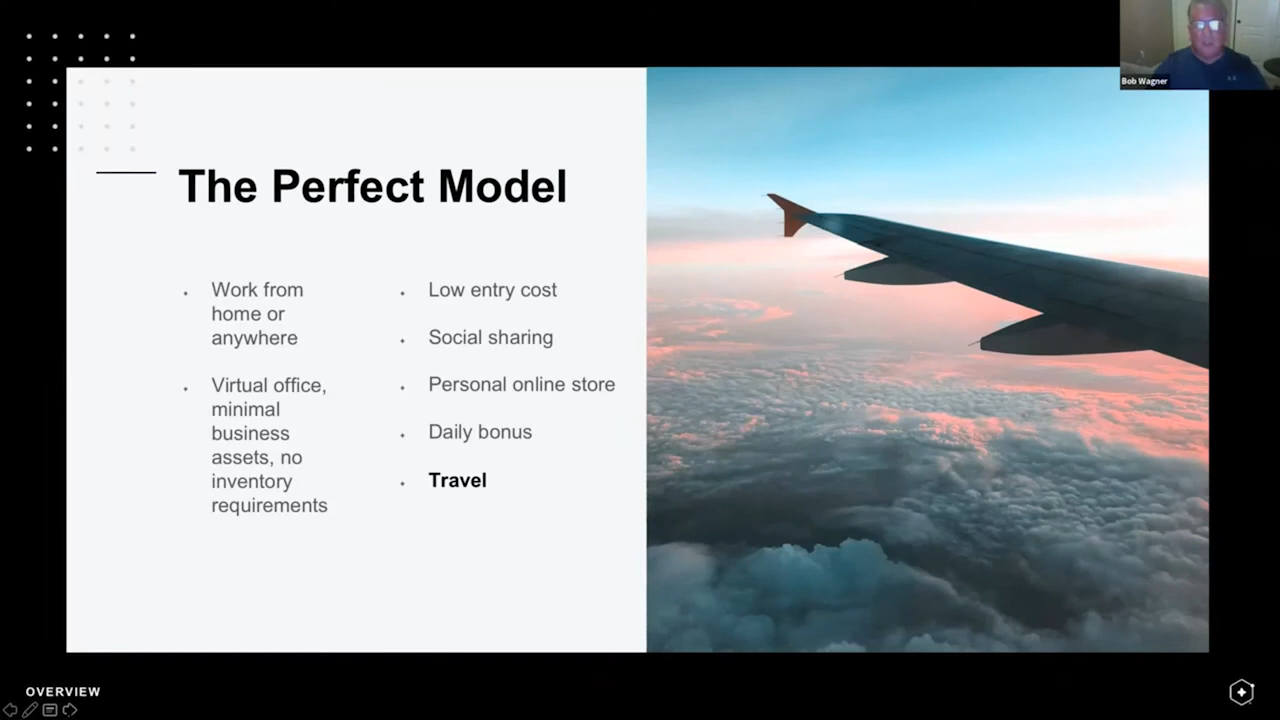 Bob Wagner
The Perfect Model
Work from
home or
anywhere
Virtual office,
minimal
business
assets, no
inventory
requirements
Low entry cost
Social sharing
Personal online store
Daily bonus
Travel
OVERVIEW